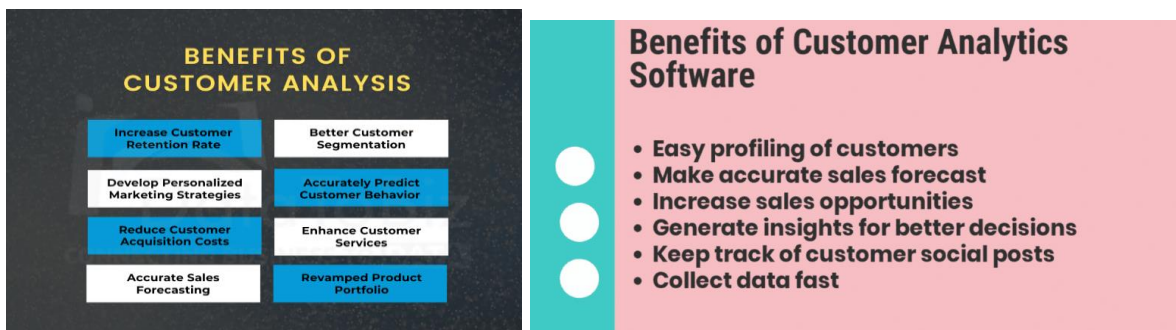 BENEFITS OF
CUSTOMER ANALYSIS
Increase Customer
Retention Rate
Better Customer
Segmentation
Develop Personalized
Marketing Strategies
Accurately Predict
Customer Behavior
Reduce Customer
Acquisition Costs
Enhance Customer
Services
Accurate Sales
Forecasting
Revamped Product
Portfolio
Benefits of Customer Analytics
Software
• Easy profiling of customers
• Make accurate sales forecast
• Increase sales opportunities
• Generate insights for better decisions
• Keep track of customer social posts
• Collect data fast